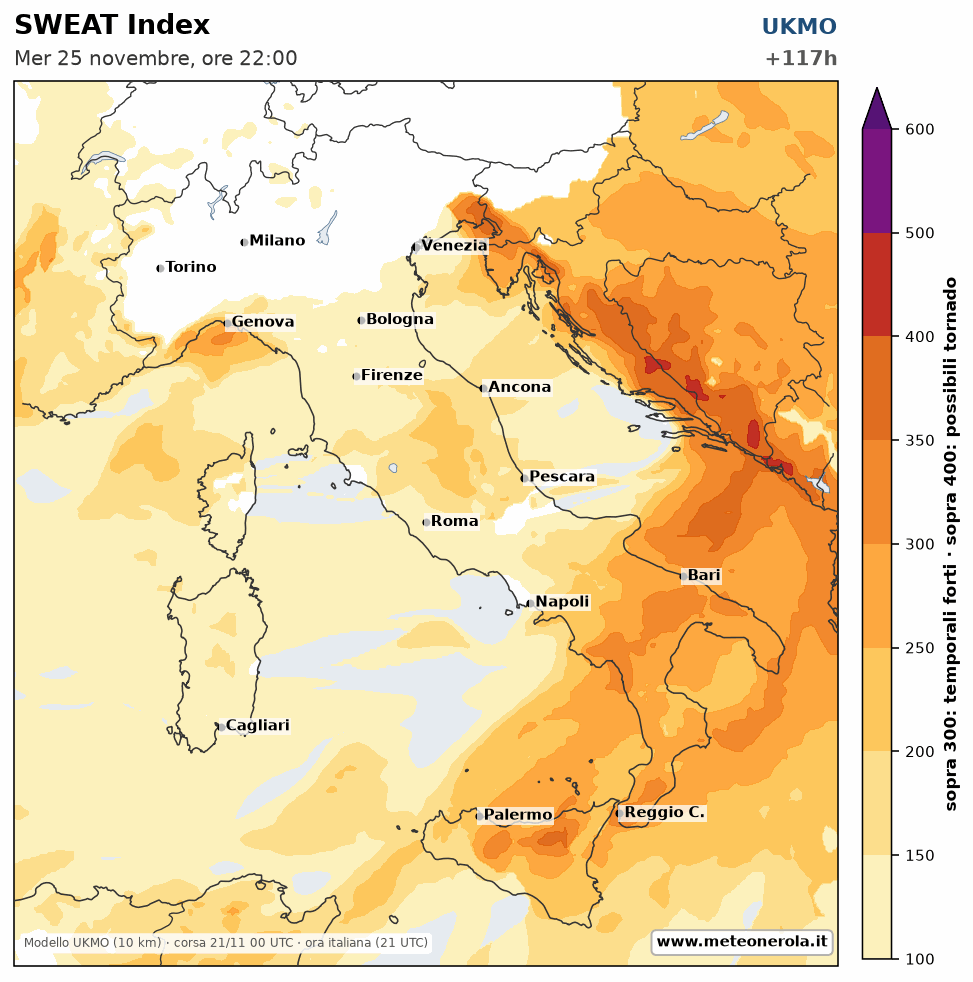 SWEAT Index
UKMO
Mer 25 novembre, ore 22:00
+117h
600
500
400
350
300
250
200
150
100
sopra 300: temporali forti · sopra 400: possibili tornado
Milano
Venezia
Torino
Genova
Bologna
Firenze
Ancona
Pescara
Roma
Bari
Napoli
Cagliari
Palermo
Reggio C.
Modello UKMO (10 km) · corsa 21/11 00 UTC · ora italiana (21 UTC)
www.meteonerola.it